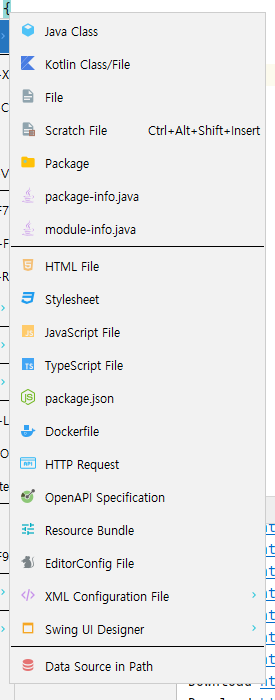 {
Java Class
Kotlin Class/File
File
Scratch File Ctrl+Alt+Shift+Insert
Package
package-info.java
module-info.java
HTML File
Stylesheet
JavaScript File
TypeScript File
package.json
Dockerfile
HTTP Request
OpenAPI Specification
Resource Bundle
EditorConfig File
XML Configuration File
Swing UI Designer
Data Source in Path